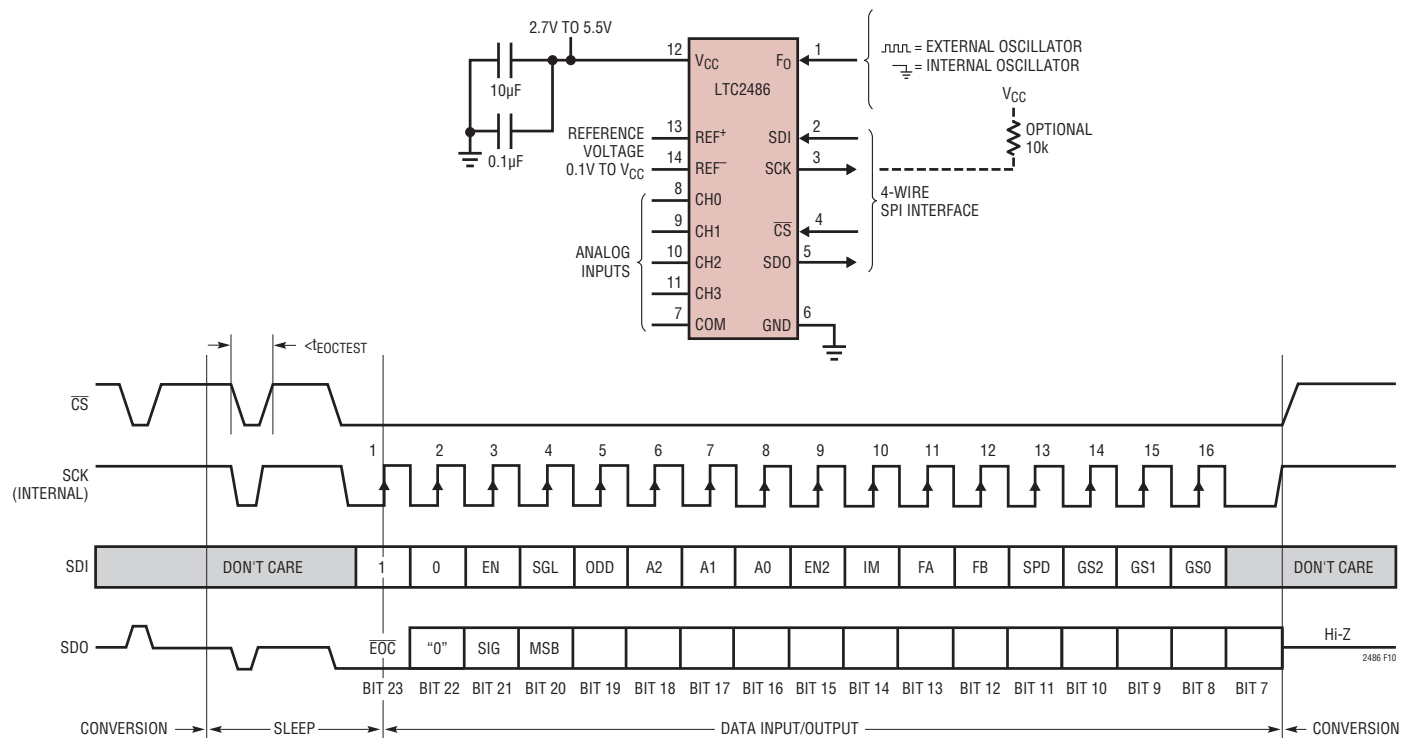 2.7V TO 5.5V
10µF
0.1µF
REFERENCE
VOLTAGE
0.1V TO VCC
ANALOG
INPUTS
12
13
14
8
9
10
11
7
VCC
FO
LTC2486
REF+
SDI
REF–
SCK
CH0
CH1
CS
CH2
SDO
CH3
COM
GND
1
2
3
4
5
6
= EXTERNAL OSCILLATOR
= INTERNAL OSCILLATOR
VCC
OPTIONAL
10k
4-WIRE
SPI INTERFACE
<tEOCTEST
CS
1 2 3 4 5 6 7 8 9 10 11 12 13 14 15 16
SCK
(INTERNAL)
SDI DON'T CARE 1 0 EN SGL ODD A2 A1 A0 EN2 IM FA FB SPD GS2 GS1 GS0 DON'T CARE
SDO EOC "0" SIG MSB Hi-Z
2486 F10
BIT 23 BIT 22 BIT 21 BIT 20 BIT 19 BIT 18 BIT 17 BIT 16 BIT 15 BIT 14 BIT 13 BIT 12 BIT 11 BIT 10 BIT 9 BIT 8 BIT 7
CONVERSION SLEEP DATA INPUT/OUTPUT CONVERSION